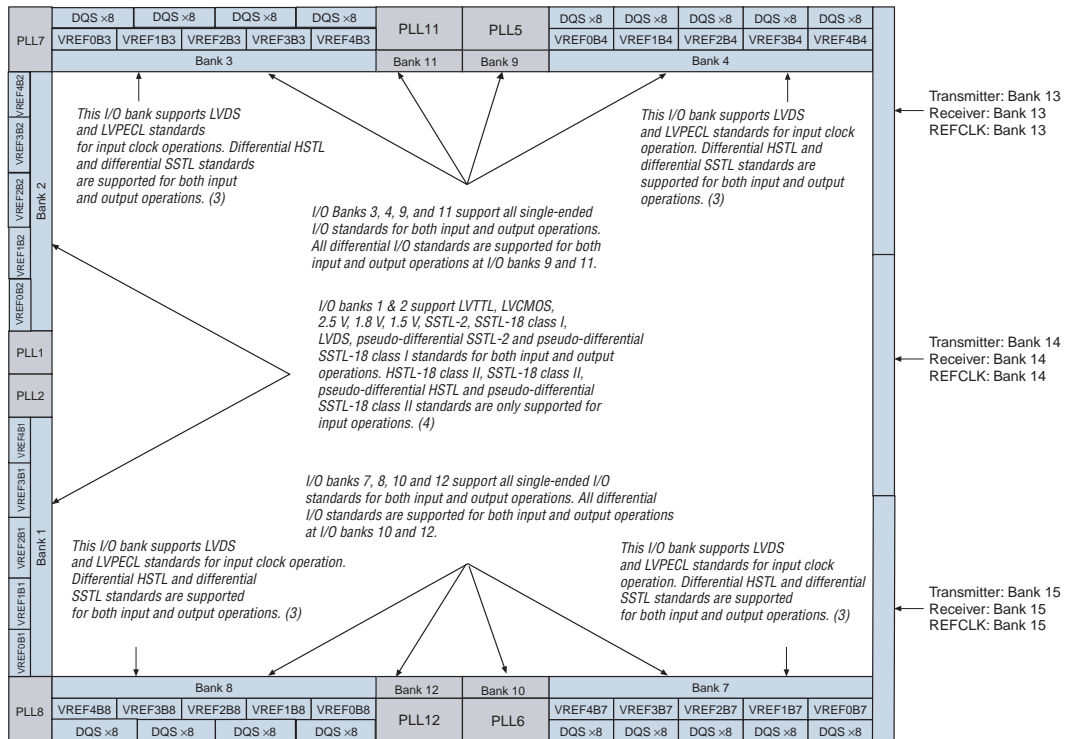 PLL7
DQS ×8 DQS ×8 DQS ×8 DQS ×8
VREF0B3 VREF1B3 VREF2B3 VREF3B3 VREF4B3
Bank 3
PLL11
Bank 11
PLL5
Bank 9
DQS ×8 DQS ×8 DQS ×8 DQS ×8 DQS ×8
VREF0B4 VREF1B4 VREF2B4 VREF3B4 VREF4B4
Bank 4
VREF4B2
VREF3B2
VREF2B2
VREF1B2
VREF0B2
Bank 2
PLL1
PLL2
VREF4B1
VREF3B1
VREF2B1
VREF1B1
VREF0B1
Bank 1
This I/O bank supports LVDS
and LVPECL standards
for input clock operations. Differential HSTL
and differential SSTL standards
are supported for both input
and output operations. (3)
This I/O bank supports LVDS
and LVPECL standards for input clock
operation. Differential HSTL and
differential SSTL standards are
supported for both input and output
operations. (3)
I/O Banks 3, 4, 9, and 11 support all single-ended
I/O standards for both input and output operations.
All differential I/O standards are supported for both
input and output operations at I/O banks 9 and 11.
I/O banks 1 & 2 support LVTTL, LVCMOS,
2.5 V, 1.8 V, 1.5 V, SSTL-2, SSTL-18 class I,
LVDS, pseudo-differential SSTL-2 and pseudo-differential
SSTL-18 class I standards for both input and output
operations. HSTL-18 class II, SSTL-18 class II,
pseudo-differential HSTL and pseudo-differential
SSTL-18 class II standards are only supported for
input operations. (4)
I/O banks 7, 8, 10 and 12 support all single-ended I/O
standards for both input and output operations. All differential
I/O standards are supported for both input and output operations
at I/O banks 10 and 12.
This I/O bank supports LVDS
and LVPECL standards for input clock operation.
Differential HSTL and differential
SSTL standards are supported
for both input and output operations. (3)
This I/O bank supports LVDS
and LVPECL standards for input clock
operation. Differential HSTL and differential
SSTL standards are supported
for both input and output operations. (3)
Transmitter: Bank 13
Receiver: Bank 13
REFCLK: Bank 13
Transmitter: Bank 14
Receiver: Bank 14
REFCLK: Bank 14
Transmitter: Bank 15
Receiver: Bank 15
REFCLK: Bank 15
PLL8
Bank 8
VREF4B8 VREF3B8 VREF2B8 VREF1B8 VREF0B8
DQS ×8 DQS ×8 DQS ×8 DQS ×8
Bank 12
PLL12
Bank 10
PLL6
Bank 7
VREF4B7 VREF3B7 VREF2B7 VREF1B7 VREF0B7
DQS ×8 DQS ×8 DQS ×8 DQS ×8 DQS ×8